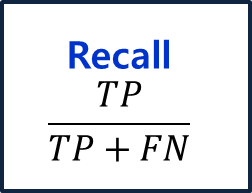 Recall
TP
TP + FN